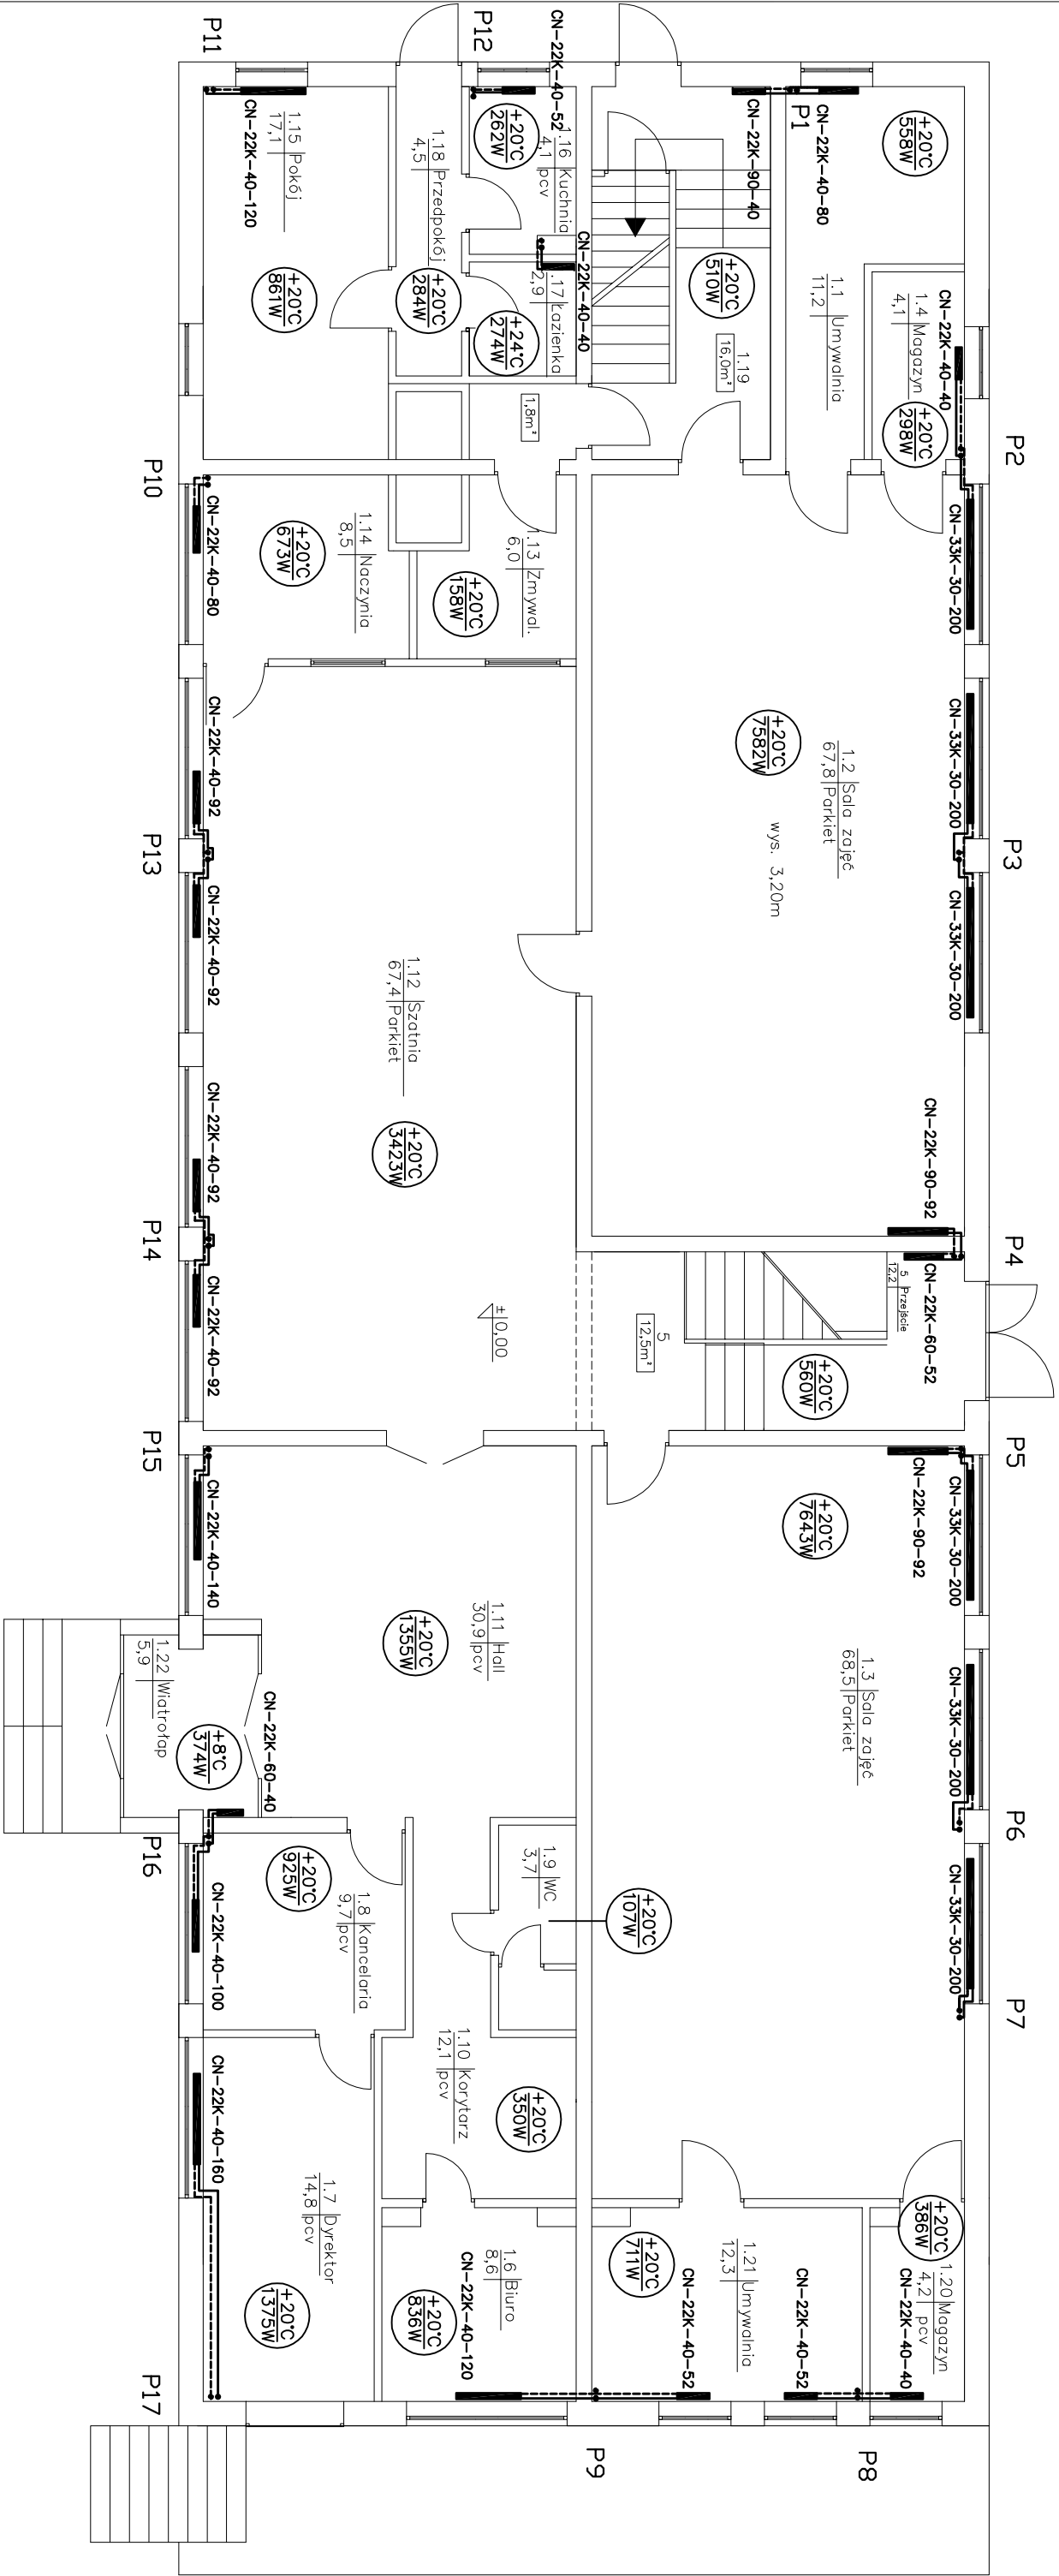 P2
P3
P4
P5
P6
P7
CN-22K-40-40
CN-33K-30-200
CN-33K-30-200
CN-33K-30-200
CN-22K-90-92
CN-22K-60-52
CN-33K-30-200
CN-22K-90-92
CN-33K-30-200
CN-33K-30-200
+20°C
558W
P1
CN-22K-40-80
CN-22K-90-40
1.1 Umywalnia
11,2
1.4 Magazyn
4,1
+20°C
298W
+20°C
510W
1.19
16,0m²
1.2 Sala zajęć
67,8 Parkiet
wys. 3,20m
+20°C
7582W
5 Przejście
12,2
+20°C
560W
5
12,5m²
+20°C
7643W
1.3 Sala zajęć
68,5 Parkiet
+20°C
386W
1.20 Magazyn
4,2 pcv
CN-22K-40-40
P8
1.21 Umywalnia
12,3
+20°C
711W
CN-22K-40-52
CN-22K-40-52
P9
P12
CN-22K-40-52
1.16 Kuchnia
4,1 pcv
+20°C
262W
CN-22K-40-40
1.17 Łazienka
2,9
+24°C
274W
1.18 Przedpokój
4,5
+20°C
284W
1,8m²
P11
CN-22K-40-120
1.15 Pokój
17,1
+20°C
861W
1.13 Zmywal.
6,0
+20°C
158W
1.14 Naczynia
8,5
+20°C
673W
1.12 Szatnia
67,4 Parkiet
+20°C
3423W
±0,00
1.11 Hall
30,9 pcv
+20°C
1355W
1.9 WC
3,7
+20°C
107W
1.10 Korytarz
12,1 pcv
+20°C
350W
1.6 Biuro
8,6
+20°C
836W
CN-22K-40-120
1.8 Kancelaria
9,7 pcv
+20°C
925W
1.7 Dyrektor
14,8 pcv
+20°C
1375W
1.22 Wiatrołap
5,9
+8°C
374W
CN-22K-60-40
CN-22K-40-80
CN-22K-40-92
CN-22K-40-92
CN-22K-40-92
CN-22K-40-92
CN-22K-40-140
CN-22K-40-100
CN-22K-40-160
P10
P13
P14
P15
P16
P17